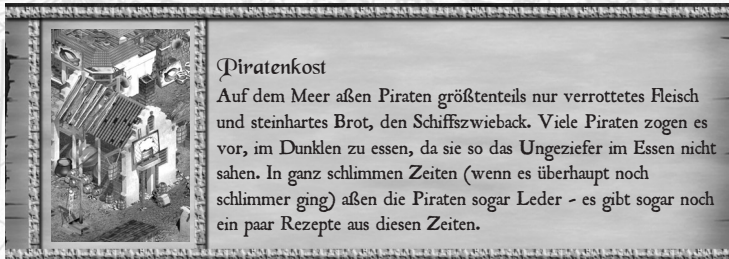 Piratenkost
Auf dem Meer aßen Piraten größtenteils nur verrottetes Fleisch
und steinhartes Brot, den Schiffszwieback. Viele Piraten zogen es
vor, im Dunklen zu essen, da sie so das Ungeziefer im Essen nicht
sahen. In ganz schlimmen Zeiten (wenn es überhaupt noch
schlimmer ging) aßen die Piraten sogar Leder - es gibt sogar noch
ein paar Rezepte aus diesen Zeiten.